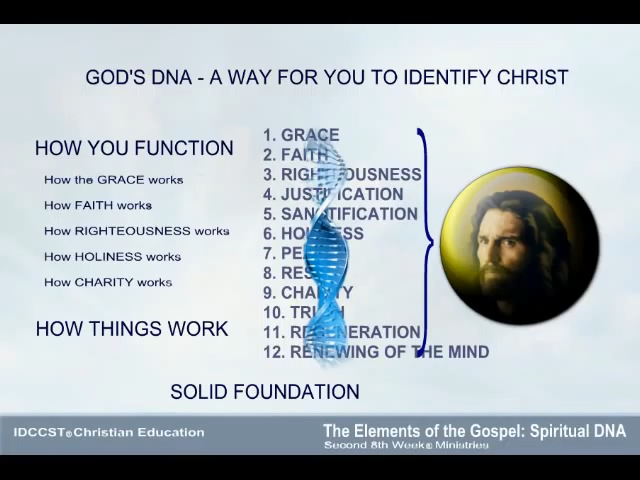 GOD'S DNA - A WAY FOR YOU TO IDENTIFY CHRIST
HOW YOU FUNCTION
How the GRACE works
How FAITH works
How RIGHTEOUSNESS works
How HOLINESS works
How CHARITY works
HOW THINGS WORK
1. GRACE
2. FAITH
3. RIGHTEOUSNESS
4. JUSTIFICATION
5. SANCTIFICATION
6. HOLINESS
7.
8.
9. CHARITY
10. TRUTH
11. REGENERATION
12. RENEWING OF THE MIND
SOLID FOUNDATION
IDCCST® Christian Education
The Elements of the Gospel: Spiritual DNA
Second 8th Week® Ministries